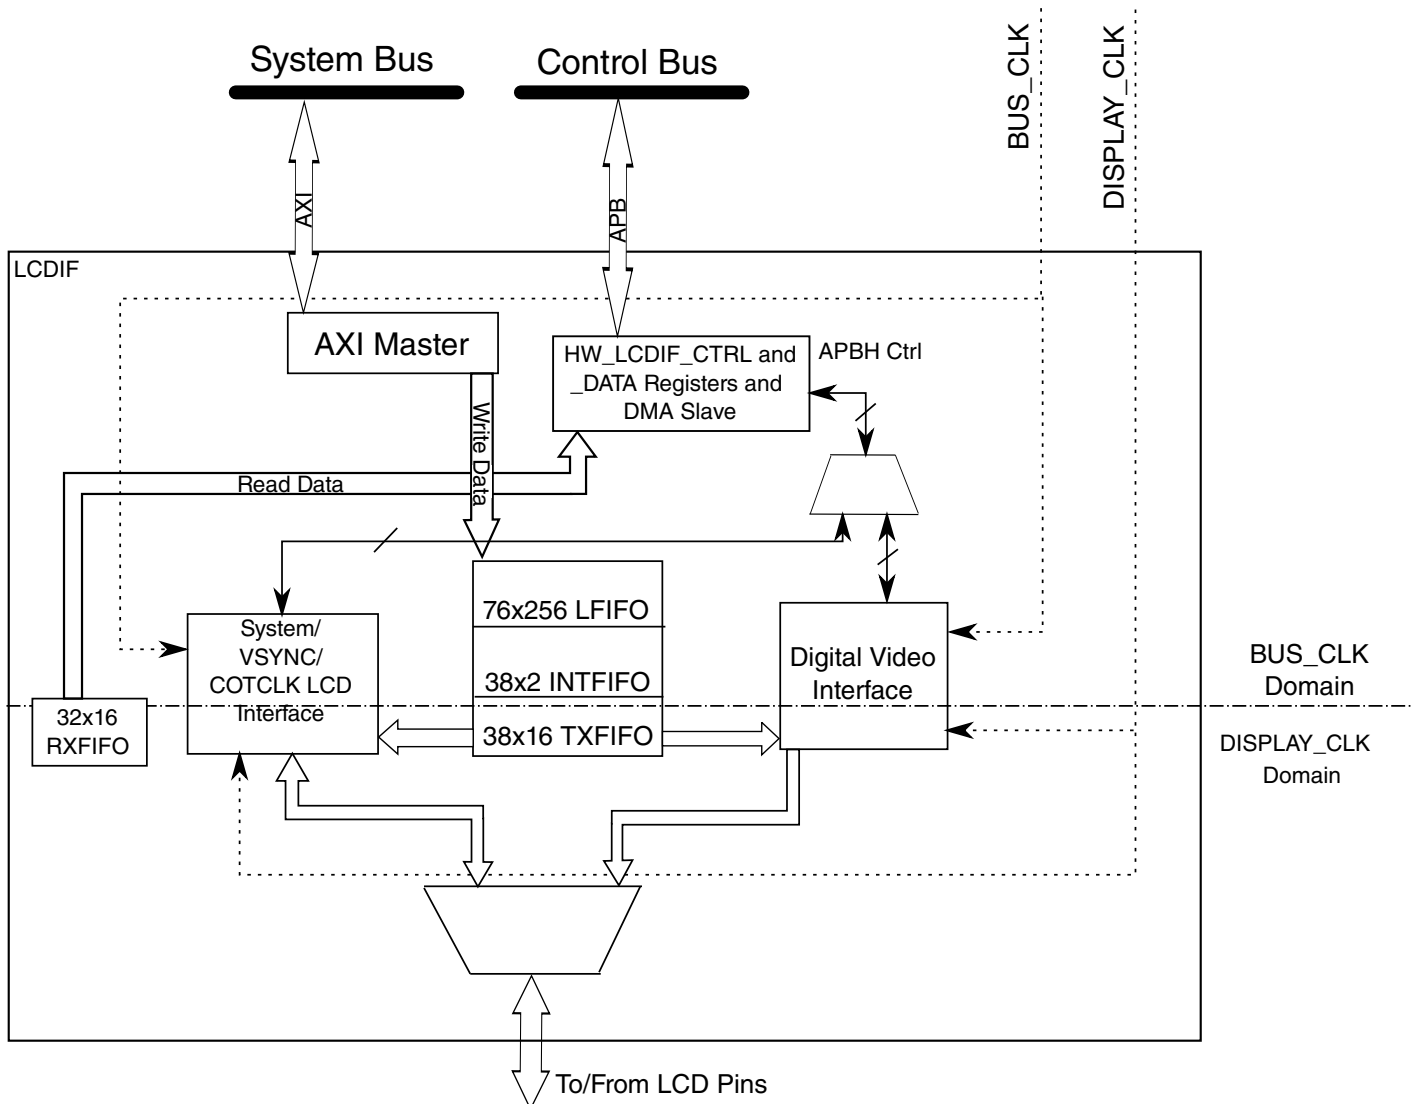 System Bus
Control Bus
BUS_CLK
DISPLAY_CLK
AXI
APB
LCDIF
AXI Master
HW_LCDIF_CTRL and
_DATA Registers and
DMA Slave
APBH Ctrl
Write Data
Read Data
76x256 LFIFO
38x2 INTFIFO
38x16 TXFIFO
System/
VSYNC/
COTCLK LCD
Interface
Digital Video
Interface
32x16
RXFIFO
BUS_CLK
Domain
DISPLAY_CLK
Domain
To/From LCD Pins